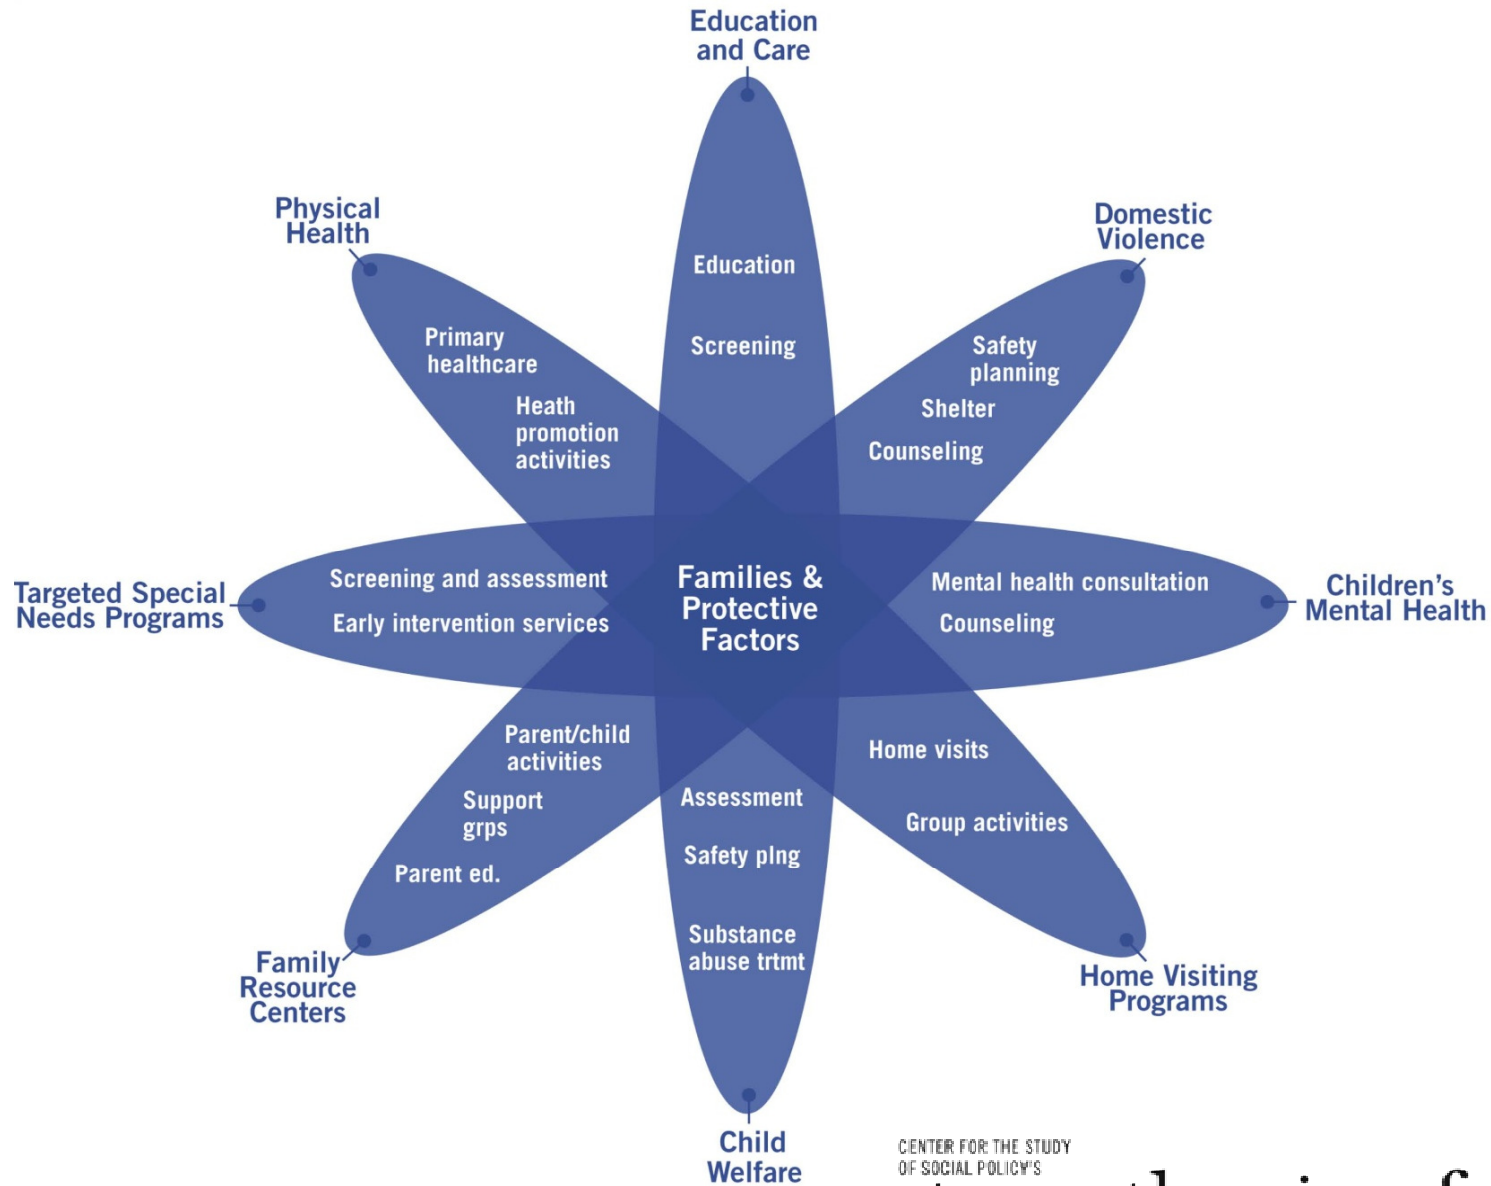 Education
and Care
Physical
Health
Domestic
Violence
Education
Screening
Primary
healthcare
Heath
promotion
activities
Safety
planning
Shelter
Counseling
Targeted Special
Needs Programs
Screening and assessment
Early intervention services
Families &
Protective
Factors
Mental health consultation
Counseling
Children's
Mental Health
Parent/child
activities
Support
grps
Parent ed.
Assessment
Safety plng
Substance
abuse trtmt
Home visits
Group activities
Family
Resource
Centers
Home Visiting
Programs
Child
Welfare
CENTER FOR THE STUDY
OF SOCIAL POLICY'S